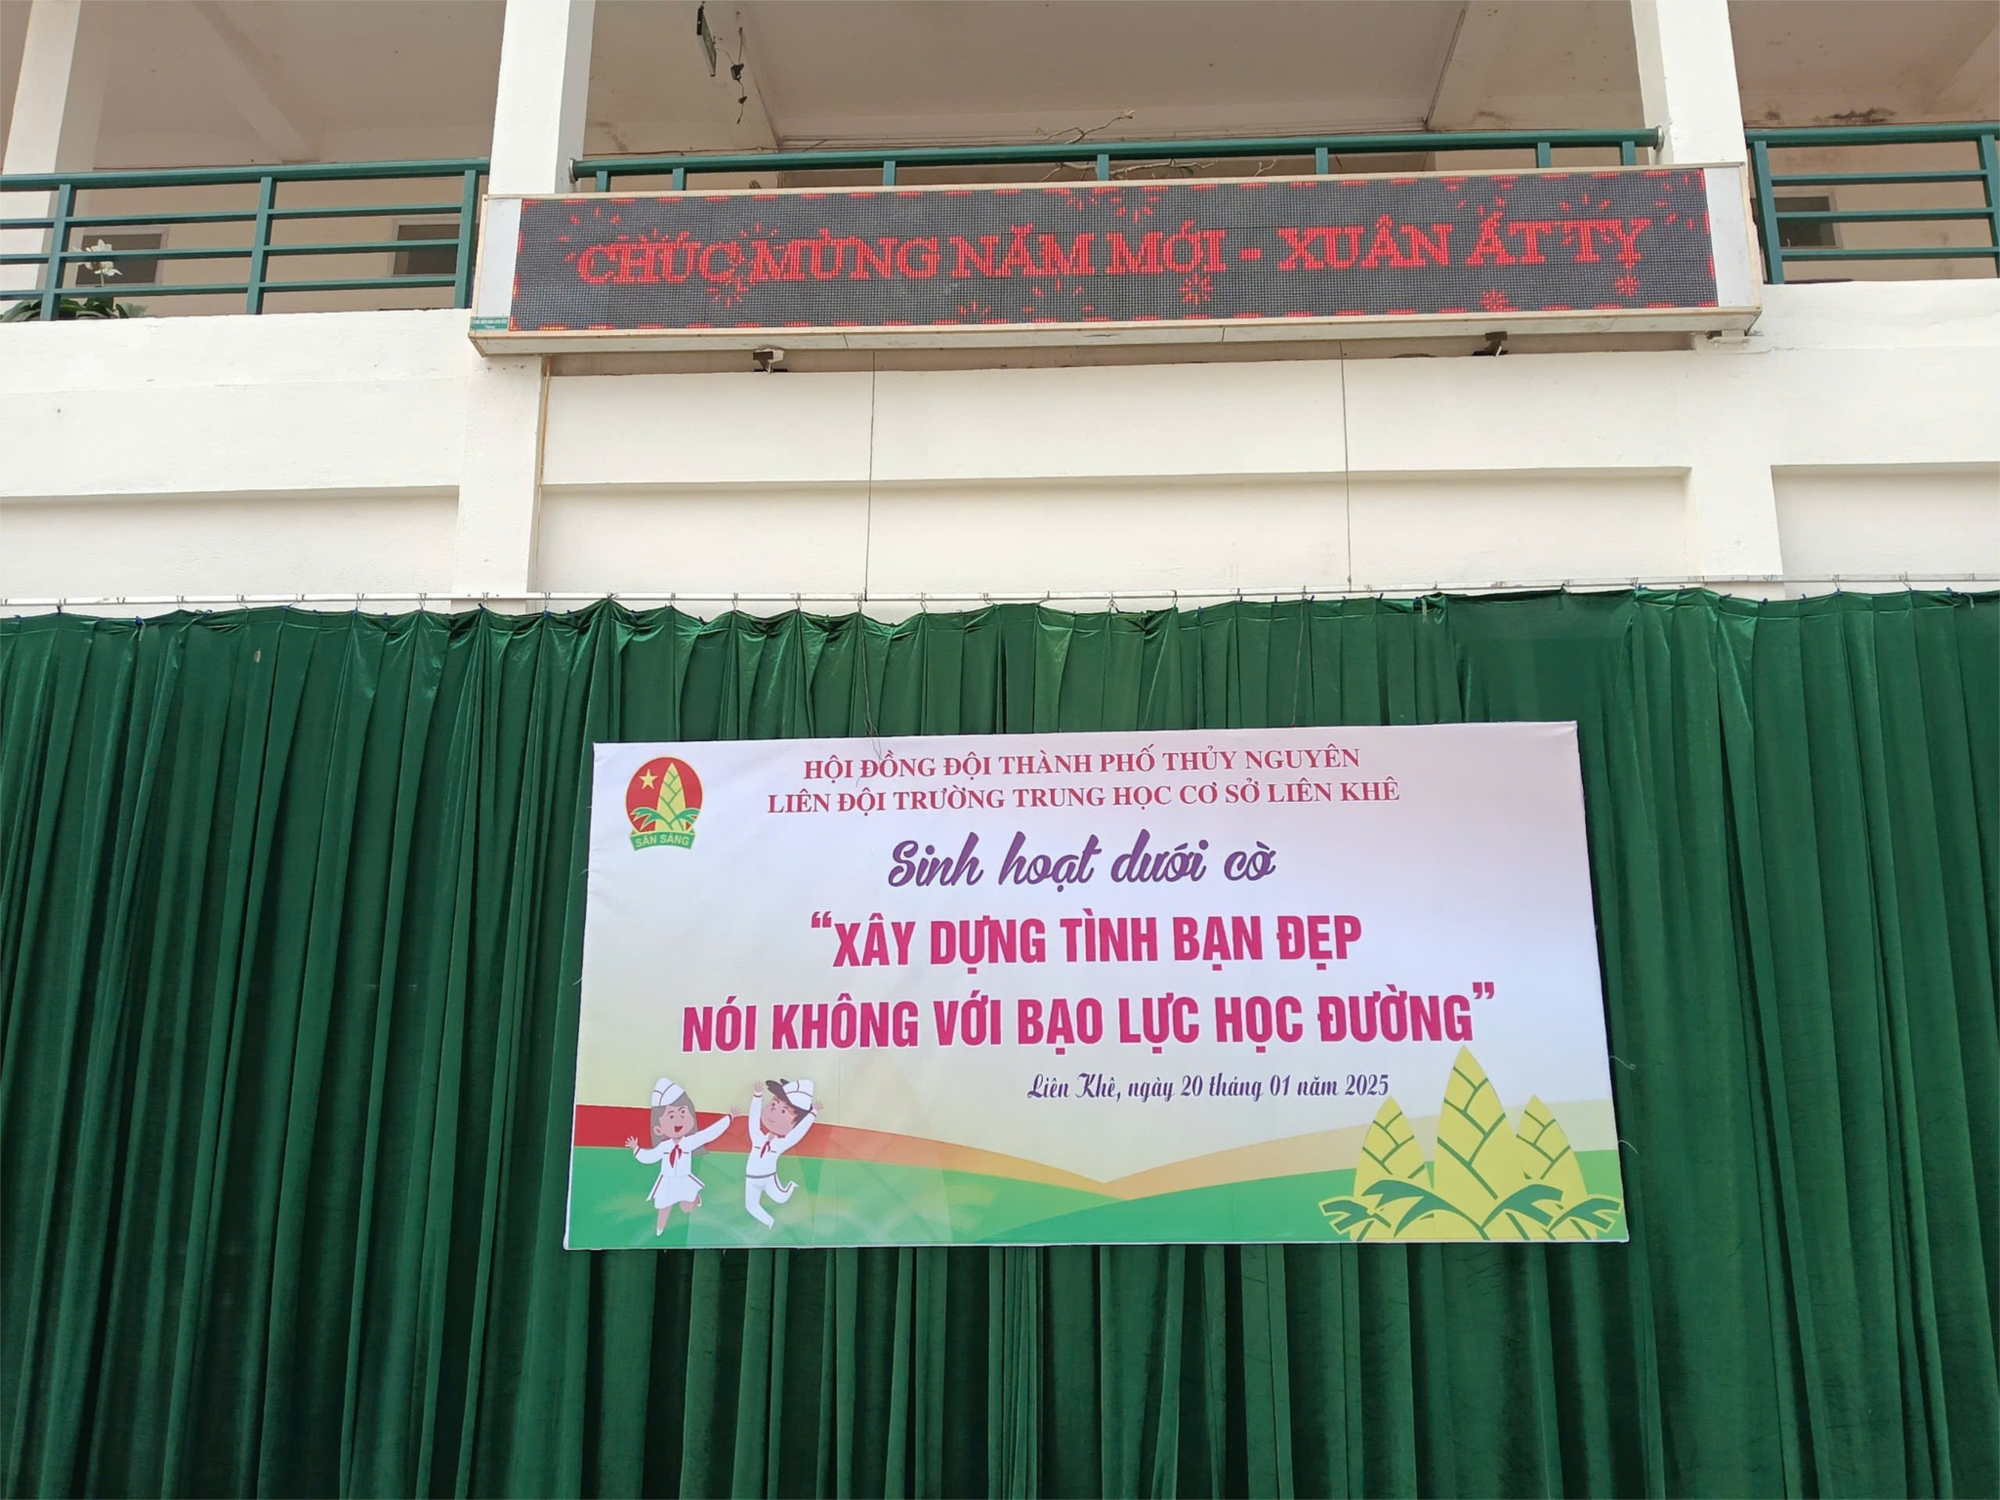 CHÚC MỪNG NĂM MỚI - XUÂN ẤT TỴ
HỘI ĐỒNG ĐỘI THÀNH PHỐ THỦY NGUYÊN
LIÊN ĐỘI TRƯỜNG TRUNG HỌC CƠ SỞ LIÊN KHÊ
SẴN SÀNG
Sinh hoạt dưới cờ
“XÂY DỰNG TÌNH BẠN ĐẸP
NÓI KHÔNG VỚI BẠO LỰC HỌC ĐƯỜNG”
Liên Khê, ngày 20 tháng 01 năm 2025